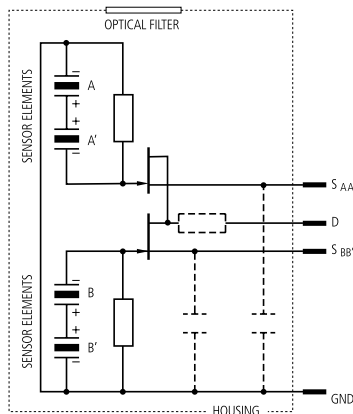 OPTICAL FILTER
SENSOR ELEMENTS
−
A
+
+
A'
−
S AA
D
S BB'
SENSOR ELEMENTS
−
B
+
+
B'
−
GND
HOUSING